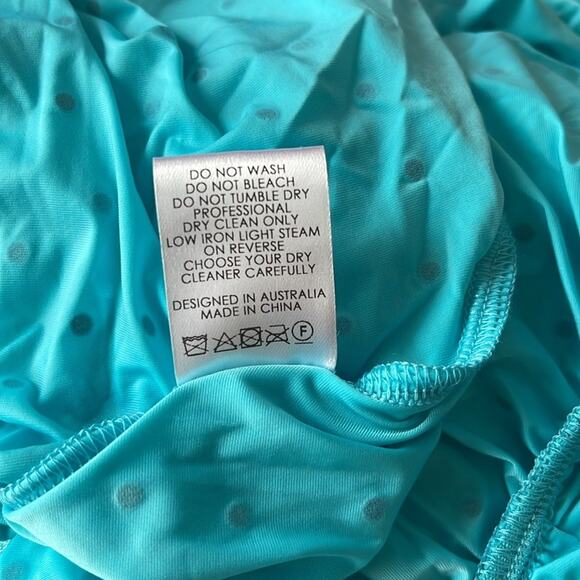 DO NOT WASH
DO NOT BLEACH
DO NOT TUMBLE DRY
PROFESSIONAL
DRY CLEAN ONLY
LOW IRON LIGHT STEAM
ON REVERSE
CHOOSE YOUR DRY
CLEANER CAREFULLY
DESIGNED IN AUSTRALIA
MADE IN CHINA
F